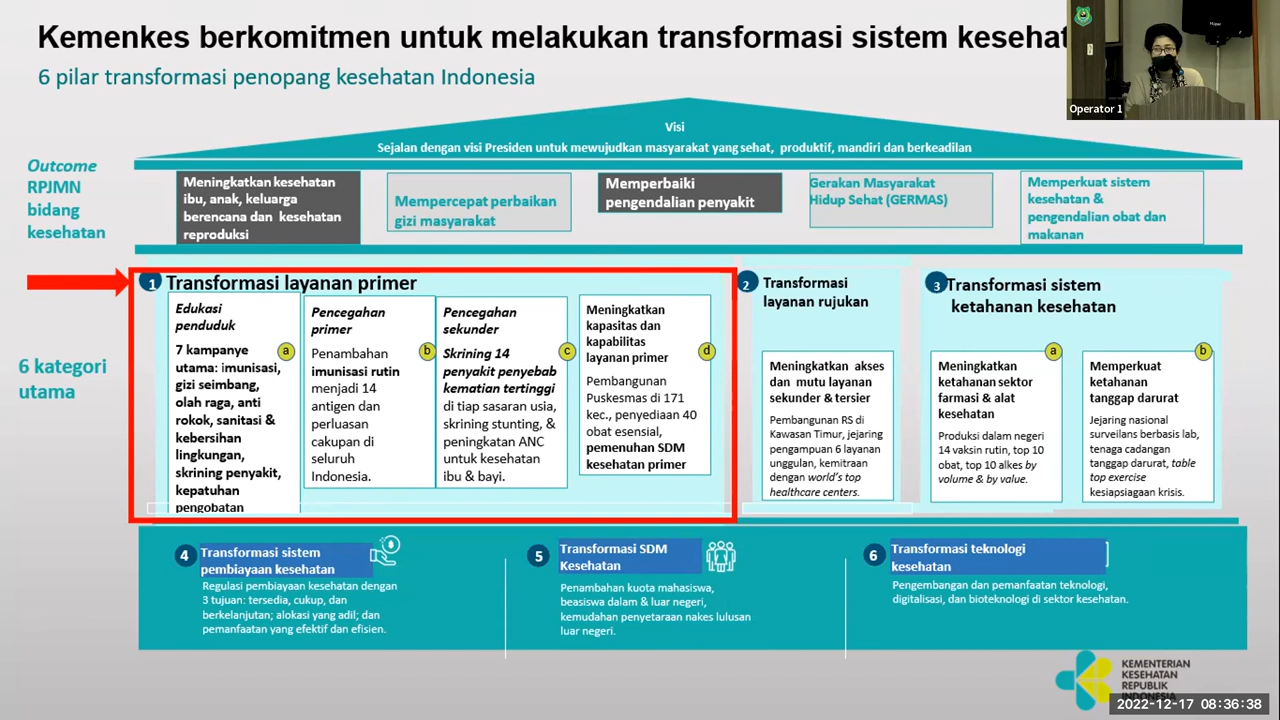 Kemenkes berkomitmen untuk melakukan transformasi sistem kesehat
6 pilar transformasi penopang kesehatan Indonesia
Operator 1
Visi
Sejalan dengan visi Presiden untuk mewujudkan masyarakat yang sehat, produktif, mandiri dan berkeadilan
Outcome
RPJMN
bidang
kesehatan
Meningkatkan kesehatan
ibu, anak, keluarga
berencana dan kesehatan
reproduksi
Mempercepat perbaikan
gizi masyarakat
Memperbaiki
pengendalian penyakit
Gerakan Masyarakat
Hidup Sehat (GERMAS)
Memperkuat sistem
kesehatan &
pengendalian obat dan
makanan
6 kategori
utama
1 Transformasi layanan primer
Edukasi
penduduk
a
7 kampanye
utama: imunisasi,
gizi seimbang,
olah raga, anti
rokok, sanitasi &
kebersihan
lingkungan,
skrining penyakit,
kepatuhan
pengobatan
Pencegahan
primer
b
Penambahan
imunisasi rutin
menjadi 14
antigen dan
perluasan
cakupan di
seluruh
Indonesia.
Pencegahan
sekunder
c
Skrining 14
penyakit penyebab
kematian tertinggi
di tiap sasaran usia,
skrining stunting, &
peningkatan ANC
untuk kesehatan
ibu & bayi.
Meningkatkan
kapasitas dan
kapabilitas
layanan primer
d
Pembangunan
Puskesmas di 171
kec., penyediaan 40
obat esensial,
pemenuhan SDM
kesehatan primer
2 Transformasi
layanan rujukan
Meningkatkan akses
dan mutu layanan
sekunder & tersier
Pembangunan RS di
Kawasan Timur, jejaring
pengampuan 6 layanan
unggulan, kemitraan
dengan world's top
healthcare centers.
3 Transformasi sistem
ketahanan kesehatan
a
Meningkatkan
ketahanan sektor
farmasi & alat
kesehatan
Produksi dalam negeri
14 vaksin rutin, top 10
obat, top 10 alkes by
volume & by value.
b
Memperkuat
ketahanan
tanggap darurat
Jejaring nasional
surveilans berbasis lab,
tenaga cadangan
tanggap darurat, table
top exercise
kesiapsiagaan krisis.
4 Transformasi sistem
pembiayaan kesehatan
Regulasi pembiayaan kesehatan dengan
3 tujuan: tersedia, cukup, dan
berkelanjutan; alokasi yang adil; dan
pemanfaatan yang efektif dan efisien.
5 Transformasi SDM
Kesehatan
Penambahan kuota mahasiswa,
beasiswa dalam & luar negeri,
kemudahan penyetaraan nakes lulusan
luar negeri.
6 Transformasi teknologi
kesehatan
Pengembangan dan pemanfaatan teknologi,
digitalisasi, dan bioteknologi di sektor kesehatan.
KEMENTERIAN
KESEHATAN
REPUBLIK
INDONESIA
2022-12-17 08:36:38